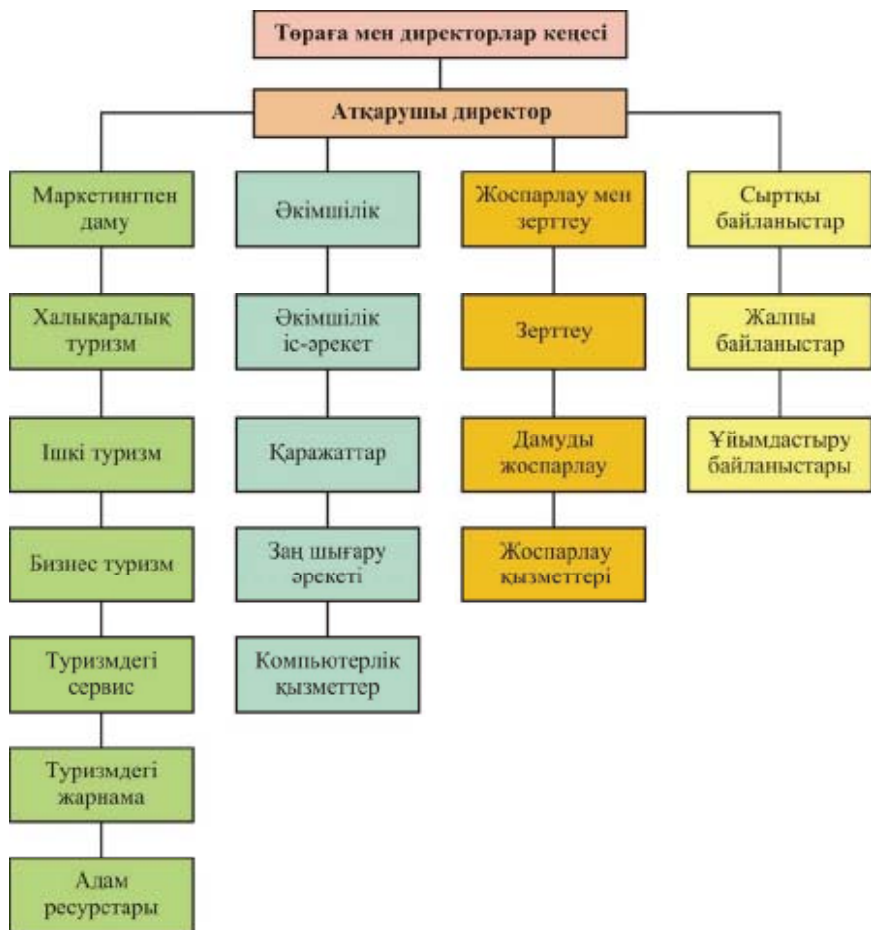 Төраға мен директорлар кеңесі
Атқарушы директор
Маркетингпен
даму
Халықаралық
туризм
Ішкі туризм
Бизнес туризм
Туризмдегі
сервис
Туризмдегі
жарнама
Адам
ресурстары
Әкімшілік
Әкімшілік
іс-әрекет
Қаражаттар
Заң шығару
әрекеті
Компьютерлік
қызметтер
Жоспарлау мен
зерттеу
Зерттеу
Дамуды
жоспарлау
Жоспарлау
қызметтері
Сыртқы
байланыстар
Жалпы
байланыстар
Ұйымдастыру
байланыстары